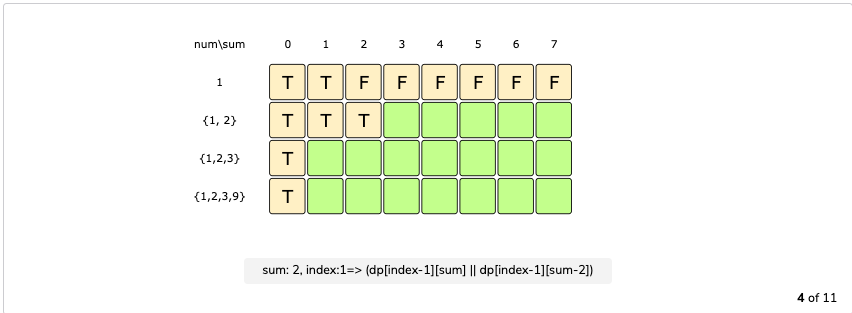 num\sum 0 1 2 3 4 5 6 7
1 T T F F F F F F
{1, 2} T T T
{1,2,3} T
{1,2,3,9} T
sum: 2, index:1=> (dp[index-1][sum] || dp[index-1][sum-2])
4 of 11